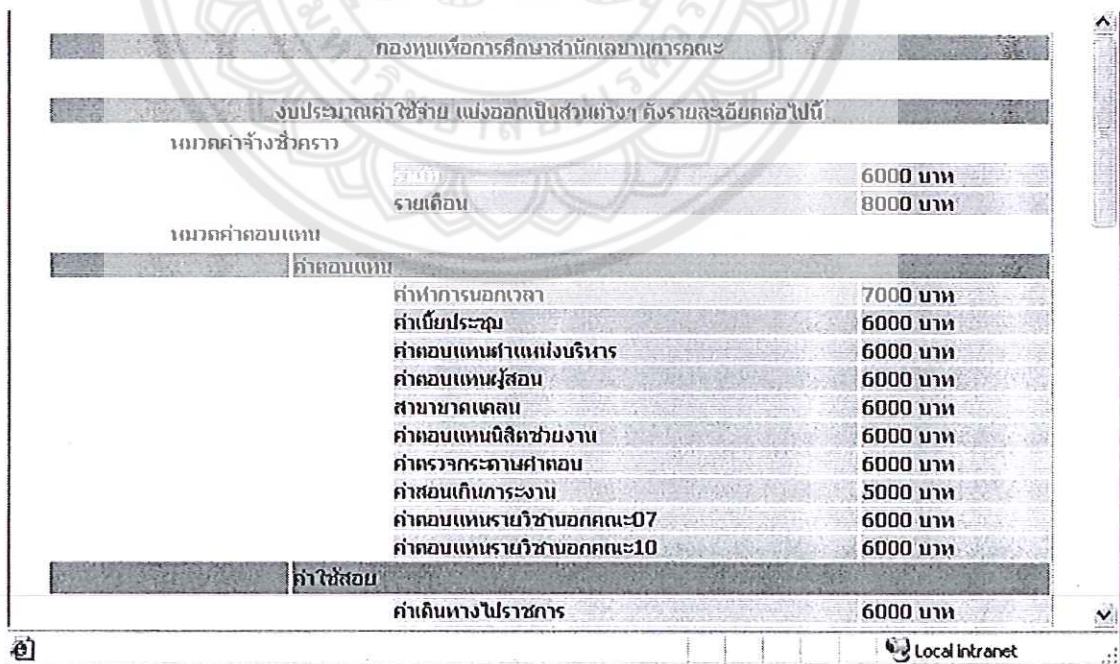 กองทุนเพื่อการศึกษาสำนักเลขานุการคณะ
งบประมาณค่าใช้จ่าย แบ่งออกเป็นส่วนต่างๆ ดังรายละเอียดต่อไปนี้
หมวดค่าจ้างชั่วคราว
6000 บาท
รายเดือน 8000 บาท
หมวดค่าตอบแทน
ค่าตอบแทน
ค่าทำการนอกเวลา 7000 บาท
ค่าเบี้ยประชุม 6000 บาท
ค่าตอบแทนตำแหน่งบริหาร 6000 บาท
ค่าตอบแทนผู้สอน 6000 บาท
สาขาขาดแคลน 6000 บาท
ค่าตอบแทนนิสิตช่วยงาน 6000 บาท
ค่าตรวจกระดาษคำตอบ 6000 บาท
ค่าสอนเกินภาระงาน 5000 บาท
ค่าตอบแทนรายวิชานอกคณะ07 6000 บาท
ค่าตอบแทนรายวิชานอกคณะ10 6000 บาท
ค่าใช้สอย
ค่าเดินทางไปราชการ 6000 บาท
Local intranet